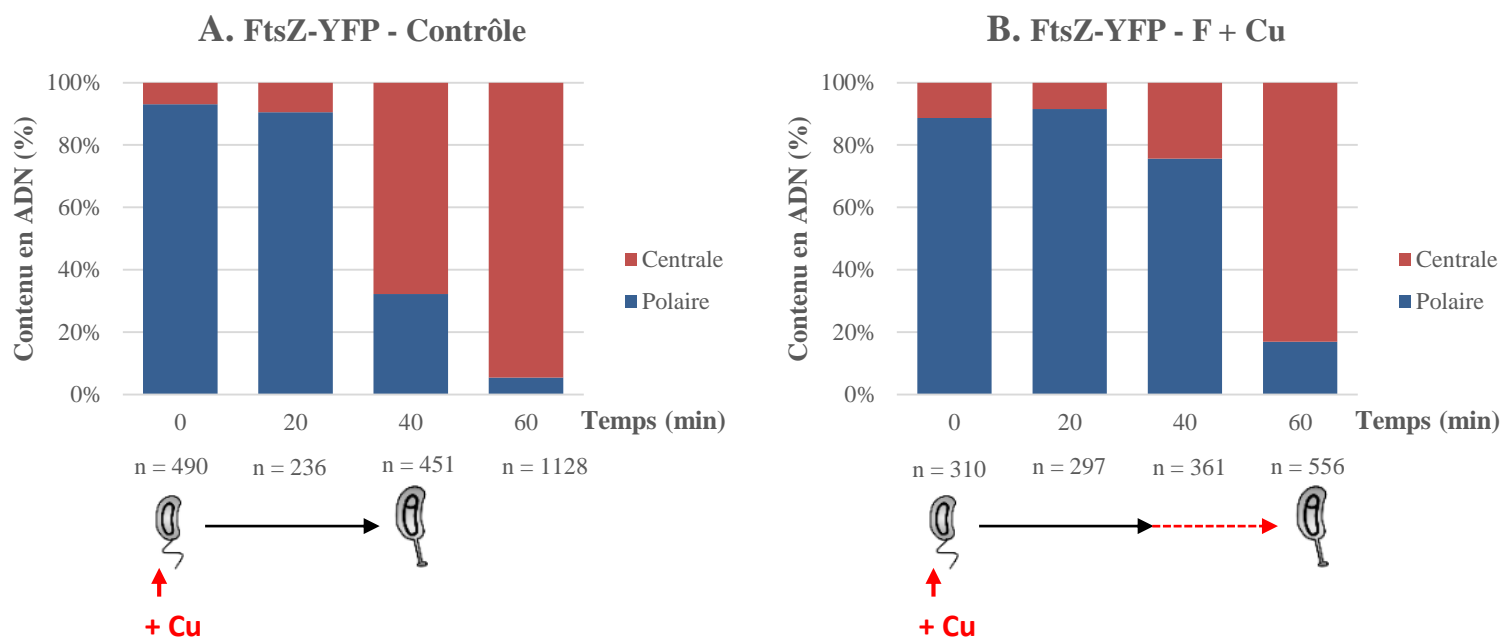 A. FtsZ-YFP - Contrôle
Contenu en ADN (%)
100%
80%
60%
40%
20%
0%
Centrale
Polaire
0 20 40 60 Temps (min)
n = 490 n = 236 n = 451 n = 1128
+ Cu
B. FtsZ-YFP - F + Cu
Contenu en ADN (%)
100%
80%
60%
40%
20%
0%
Centrale
Polaire
0 20 40 60 Temps (min)
n = 310 n = 297 n = 361 n = 556
+ Cu